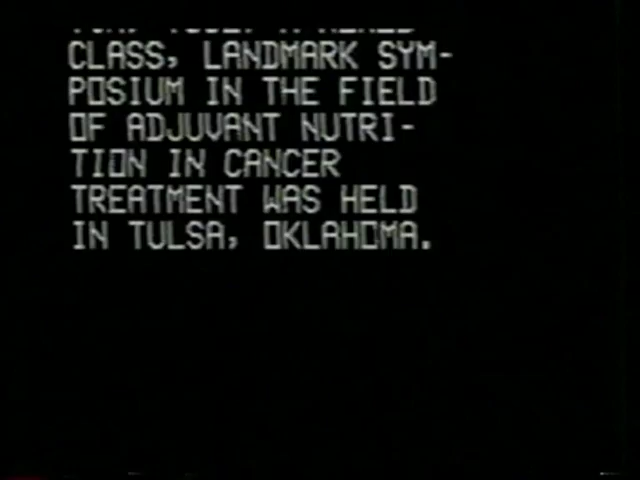 CLASS, LANDMARK SYM-
POSIUM IN THE FIELD
OF ADJUVANT NUTRI-
TION IN CANCER
TREATMENT WAS HELD
IN TULSA, OKLAHOMA.